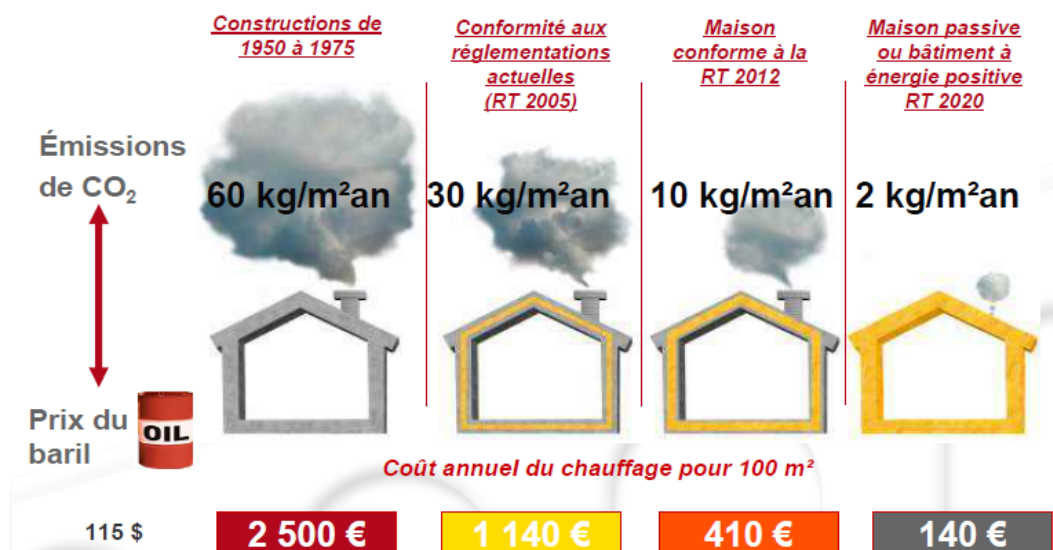 Constructions de
1950 à 1975
Conformité aux
réglementations
actuelles
(RT 2005)
Maison
conforme à la
RT 2012
Maison passive
ou bâtiment à
énergie positive
RT 2020
Émissions
de CO₂
60 kg/m²an
30 kg/m²an
10 kg/m²an
2 kg/m²an
Prix du
baril
OIL
Coût annuel du chauffage pour 100 m²
115 $
2 500 €
1 140 €
410 €
140 €